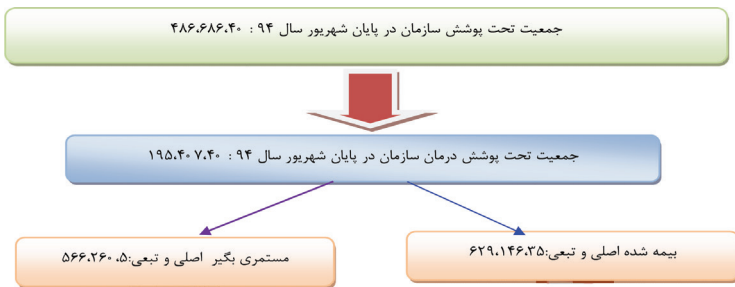 جمعیت تحت پوشش سازمان در پایان شهریور سال ۹۴ : ۴۸۶،۶۸۶،۴۰
جمعیت تحت پوشش درمان سازمان در پایان شهریور سال ۹۴ : ۱۹۵،۴۰۷،۴۰
بیمه شده اصلی و تبعی:۶۲۹،۱۴۶،۳۵
مستمری بگیر اصلی و تبعی:۵۶۶،۲۶۰،۵